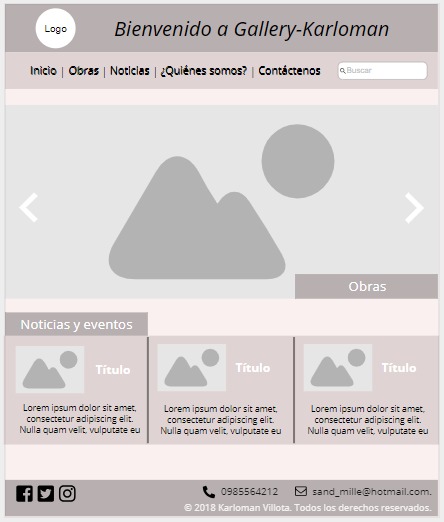 Logo
Bienvenido a Gallery-Karloman
Inicio | Obras | Noticias | ¿Quiénes somos? | Contáctenos
Buscar
Obras
Noticias y eventos
Título
Lorem ipsum dolor sit amet,
consectetur adipiscing elit.
Nulla quam velit, vulputate eu
Título
Lorem ipsum dolor sit amet,
consectetur adipiscing elit.
Nulla quam velit, vulputate eu
Título
Lorem ipsum dolor sit amet,
consectetur adipiscing elit.
Nulla quam velit, vulputate eu
0985564212 sand_mille@hotmail.com.
© 2018 Karloman Villota. Todos los derechos reservados.